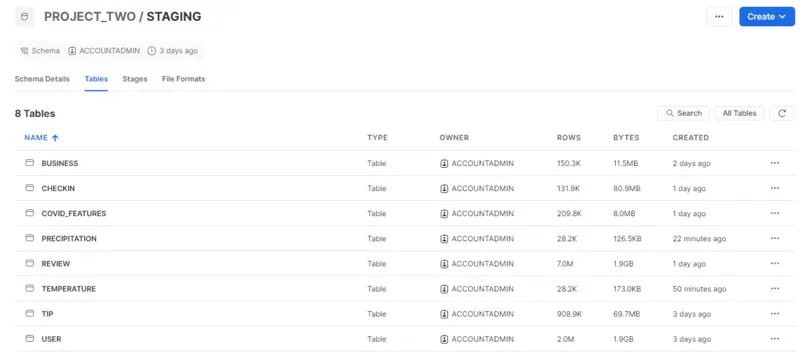 PROJECT_TWO / STAGING
... Create
Schema ACCOUNTADMIN 3 days ago
Schema Details Tables Stages File Formats
8 Tables Search All Tables
NAME TYPE OWNER ROWS BYTES CREATED
BUSINESS Table ACCOUNTADMIN 150.3K 11.5MB 2 days ago ...
CHECKIN Table ACCOUNTADMIN 131.9K 80.9MB 1 day ago ...
COVID_FEATURES Table ACCOUNTADMIN 209.8K 8.0MB 1 day ago ...
PRECIPITATION Table ACCOUNTADMIN 28.2K 126.5KB 22 minutes ago ...
REVIEW Table ACCOUNTADMIN 7.0M 1.9GB 1 day ago ...
TEMPERATURE Table ACCOUNTADMIN 28.2K 173.0KB 50 minutes ago ...
TIP Table ACCOUNTADMIN 908.9K 69.7MB 3 days ago ...
USER Table ACCOUNTADMIN 2.0M 1.9GB 3 days ago ...